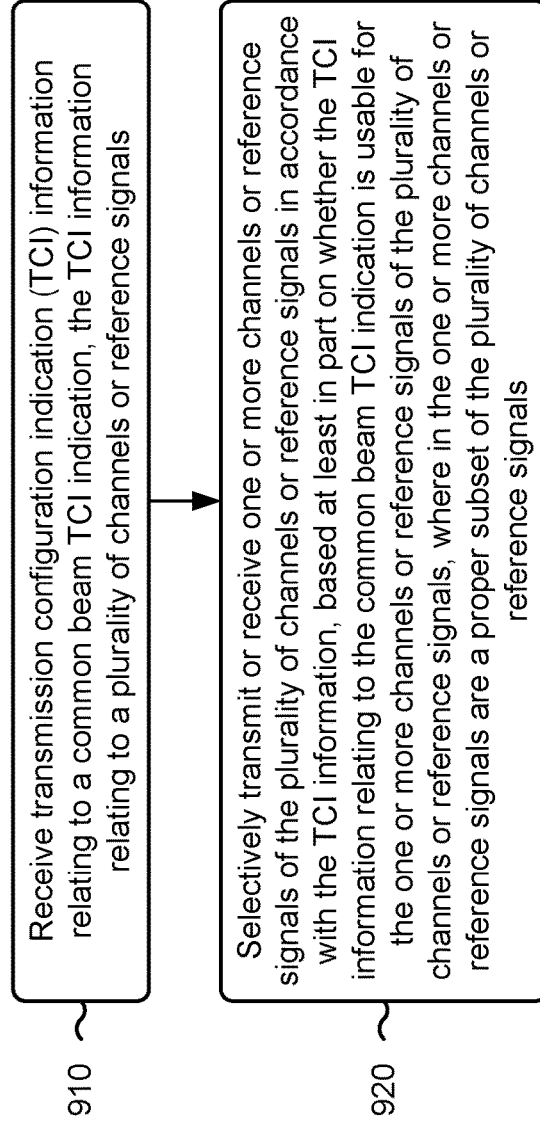 910
Receive transmission configuration indication (TCI) information
relating to a common beam TCI indication, the TCI information
relating to a plurality of channels or reference signals
920
Selectively transmit or receive one or more channels or reference
signals of the plurality of channels or reference signals in accordance
with the TCI information, based at least in part on whether the TCI
information relating to the common beam TCI indication is usable for
the one or more channels or reference signals of the plurality of
channels or reference signals, where in the one or more channels or
reference signals are a proper subset of the plurality of channels or
reference signals